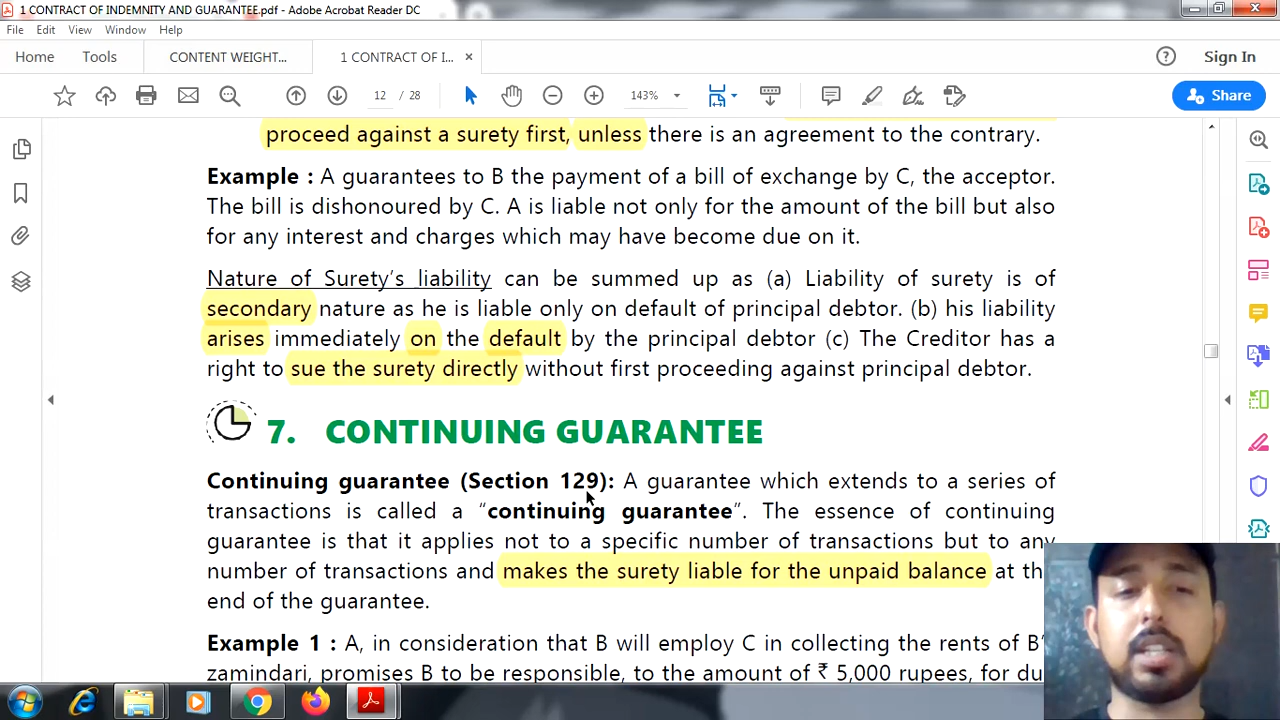 1 CONTRACT OF INDEMNITY AND GUARANTEE.pdf - Adobe Acrobat Reader DC
File Edit View Window Help
Home Tools CONTENT WEIGHT... 1 CONTRACT OF I... ×
Sign In
12 / 28 143% Share
proceed against a surety first, unless there is an agreement to the contrary.
Example : A guarantees to B the payment of a bill of exchange by C, the acceptor.
The bill is dishonoured by C. A is liable not only for the amount of the bill but also
for any interest and charges which may have become due on it.
Nature of Surety's liability can be summed up as (a) Liability of surety is of
secondary nature as he is liable only on default of principal debtor. (b) his liability
arises immediately on the default by the principal debtor (c) The Creditor has a
right to sue the surety directly without first proceeding against principal debtor.
7. CONTINUING GUARANTEE
Continuing guarantee (Section 129): A guarantee which extends to a series of
transactions is called a “continuing guarantee”. The essence of continuing
guarantee is that it applies not to a specific number of transactions but to any
number of transactions and makes the surety liable for the unpaid balance at th
end of the guarantee.
Example 1 : A, in consideration that B will employ C in collecting the rents of B'
zamindari, promises B to be responsible, to the amount of ₹ 5,000 rupees, for du